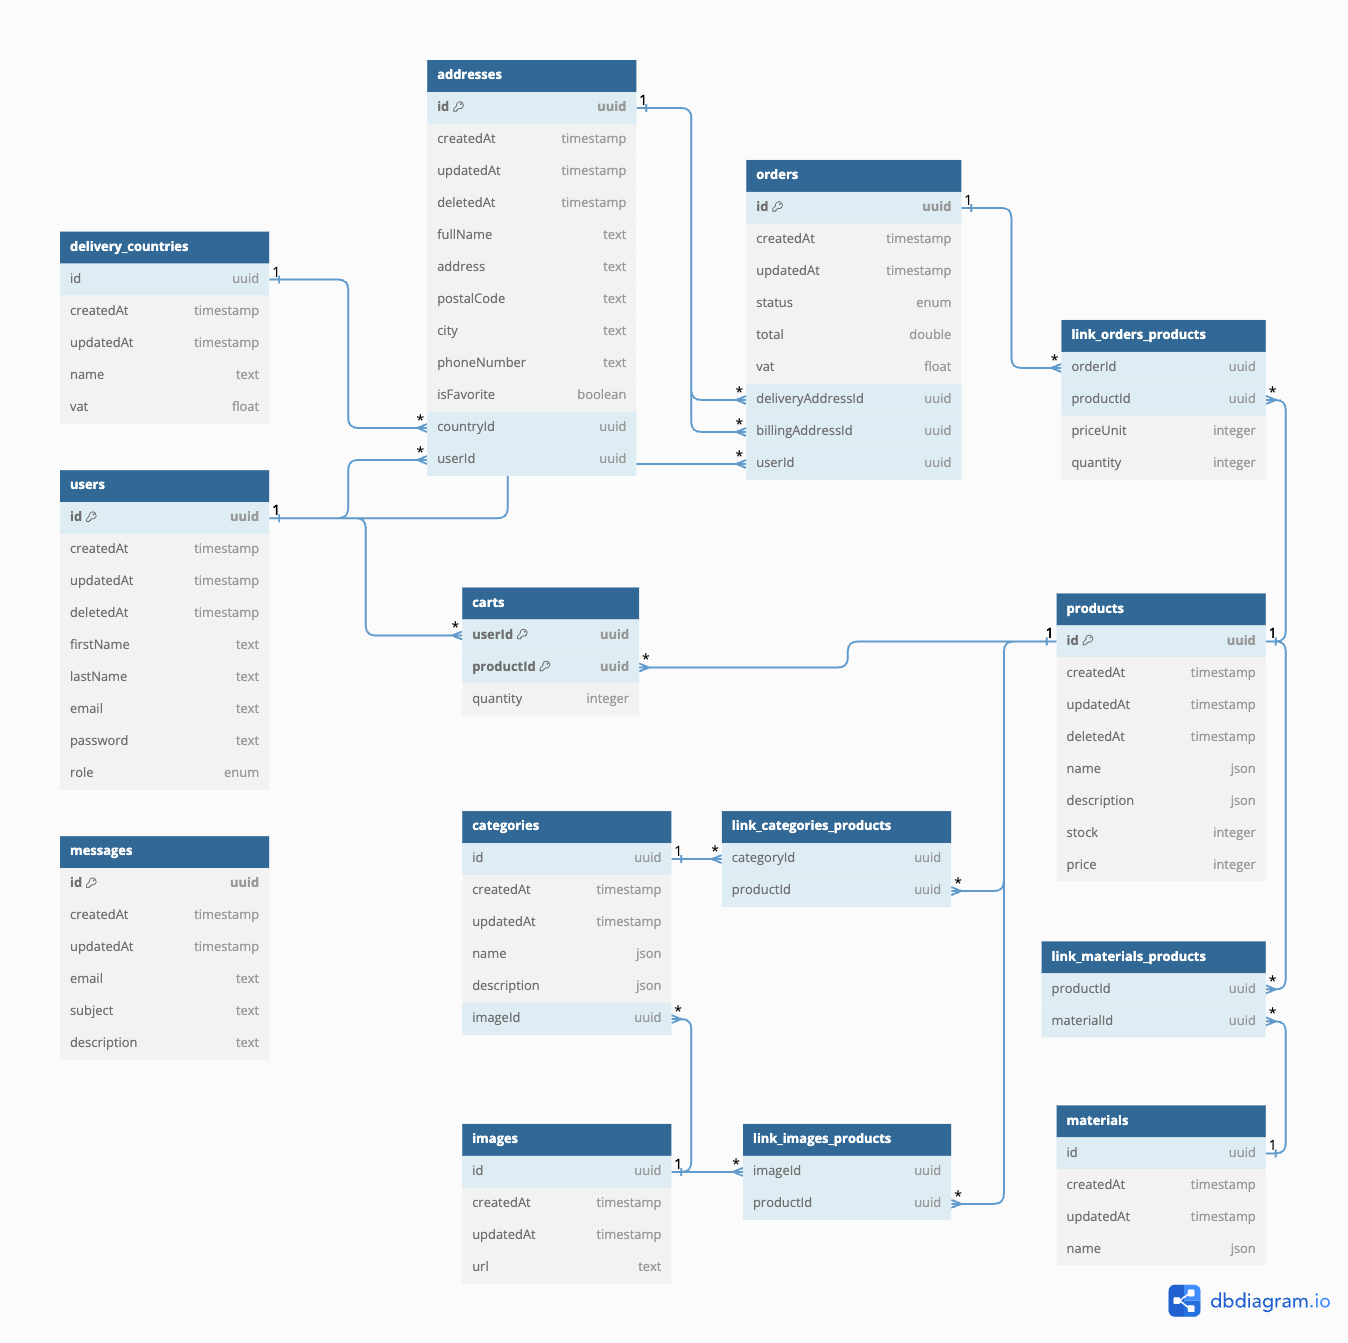 addresses
id uuid
createdAt timestamp
updatedAt timestamp
deletedAt timestamp
fullName text
address text
postalCode text
city text
phoneNumber text
isFavorite boolean
countryId uuid
userId uuid
1
*
*
orders
id uuid
createdAt timestamp
updatedAt timestamp
status enum
total double
vat float
deliveryAddressId uuid
billingAddressId uuid
userId uuid
1
*
*
*
delivery_countries
id uuid
createdAt timestamp
updatedAt timestamp
name text
vat float
1
link_orders_products
orderId uuid
productId uuid
priceUnit integer
quantity integer
*
*
users
id uuid
createdAt timestamp
updatedAt timestamp
deletedAt timestamp
firstName text
lastName text
email text
password text
role enum
1
carts
userId uuid
productId uuid
quantity integer
*
*
products
id uuid
createdAt timestamp
updatedAt timestamp
deletedAt timestamp
name json
description json
stock integer
price integer
1
1
messages
id uuid
createdAt timestamp
updatedAt timestamp
email text
subject text
description text
categories
id uuid
createdAt timestamp
updatedAt timestamp
name json
description json
imageId uuid
1
*
link_categories_products
categoryId uuid
productId uuid
*
*
link_materials_products
productId uuid
materialId uuid
*
*
images
id uuid
createdAt timestamp
updatedAt timestamp
url text
1
link_images_products
imageId uuid
productId uuid
*
*
materials
id uuid
createdAt timestamp
updatedAt timestamp
name json
1
dbdiagram.io